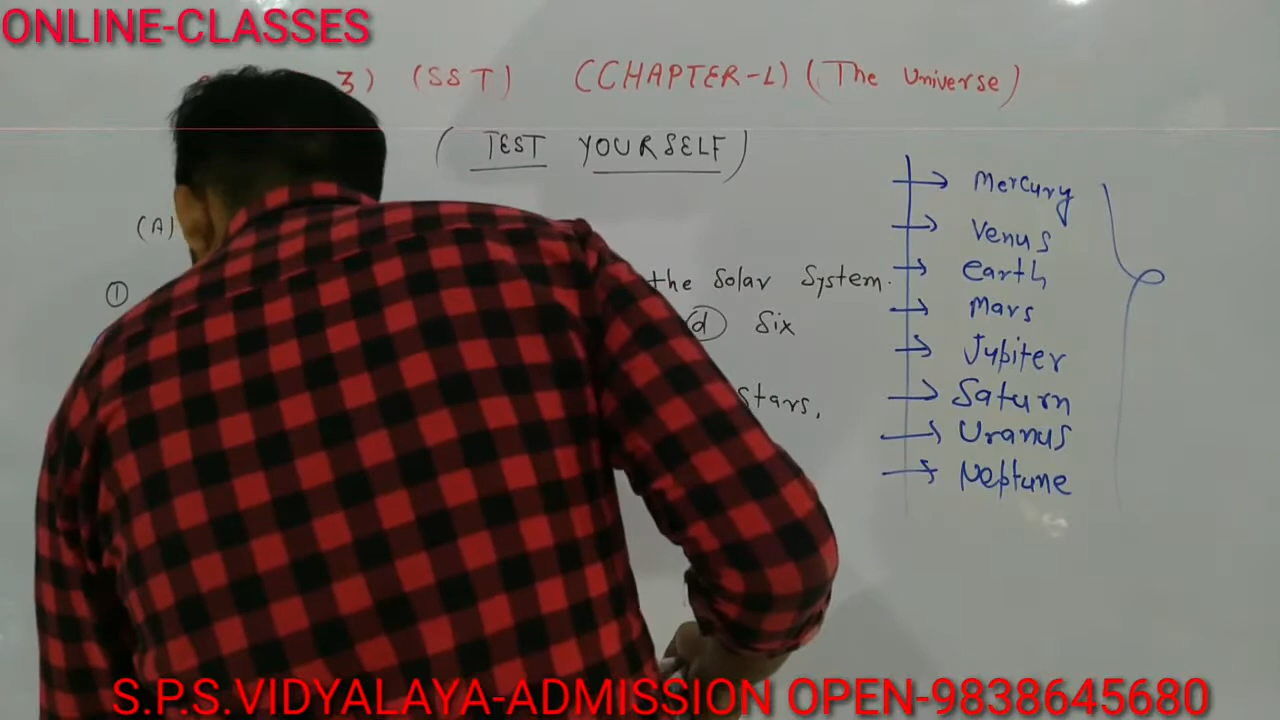 ONLINE-CLASSES
3) (SST) (CHAPTER-1) (The Universe)
(TEST YOURSELF)
(A)
① the Solar System.
ⓓ Six
stars,
→ Mercury
→ Venus
→ earth
→ Mars
→ Jupiter
→ Saturn
→ Uranus
→ Neptune
S.P.S.VIDYALAYA-ADMISSION OPEN-9838645680